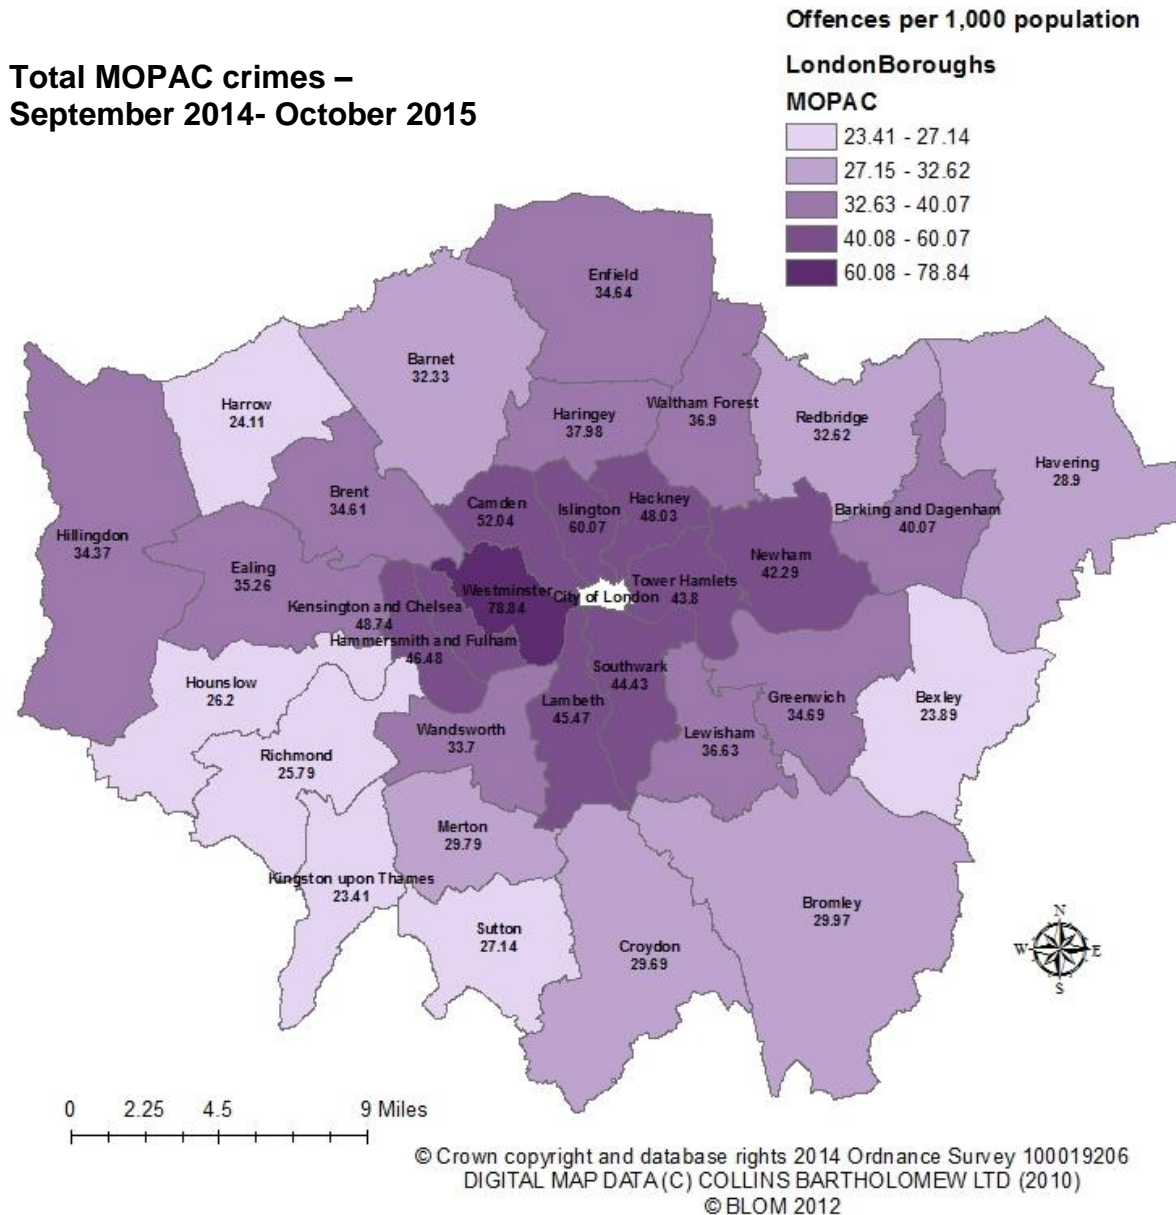 Offences per 1,000 population
Total MOPAC crimes –
September 2014- October 2015
LondonBoroughs
MOPAC
23.41 - 27.14
27.15 - 32.62
32.63 - 40.07
40.08 - 60.07
60.08 - 78.84
Enfield
34.64
Barnet
32.33
Harrow
24.11
Haringey
37.98
Waltham Forest
36.9
Redbridge
32.62
Havering
28.9
Brent
34.61
Camden
52.04
Islington
60.07
Hackney
48.03
Barking and Dagenham
40.07
Hillingdon
34.37
Ealing
35.26
Newham
42.29
Westminster
78.84
City of London
Tower Hamlets
43.8
Kensington and Chelsea
48.74
Hammersmith and Fulham
46.48
Hounslow
26.2
Southwark
44.43
Lambeth
45.47
Greenwich
34.69
Bexley
23.89
Wandsworth
33.7
Lewisham
36.63
Richmond
25.79
Merton
29.79
Kingston upon Thames
23.41
Sutton
27.14
Croydon
29.69
Bromley
29.97
N
W
E
S
0 2.25 4.5 9 Miles
© Crown copyright and database rights 2014 Ordnance Survey 100019206
DIGITAL MAP DATA (C) COLLINS BARTHOLOMEW LTD (2010)
© BLOM 2012